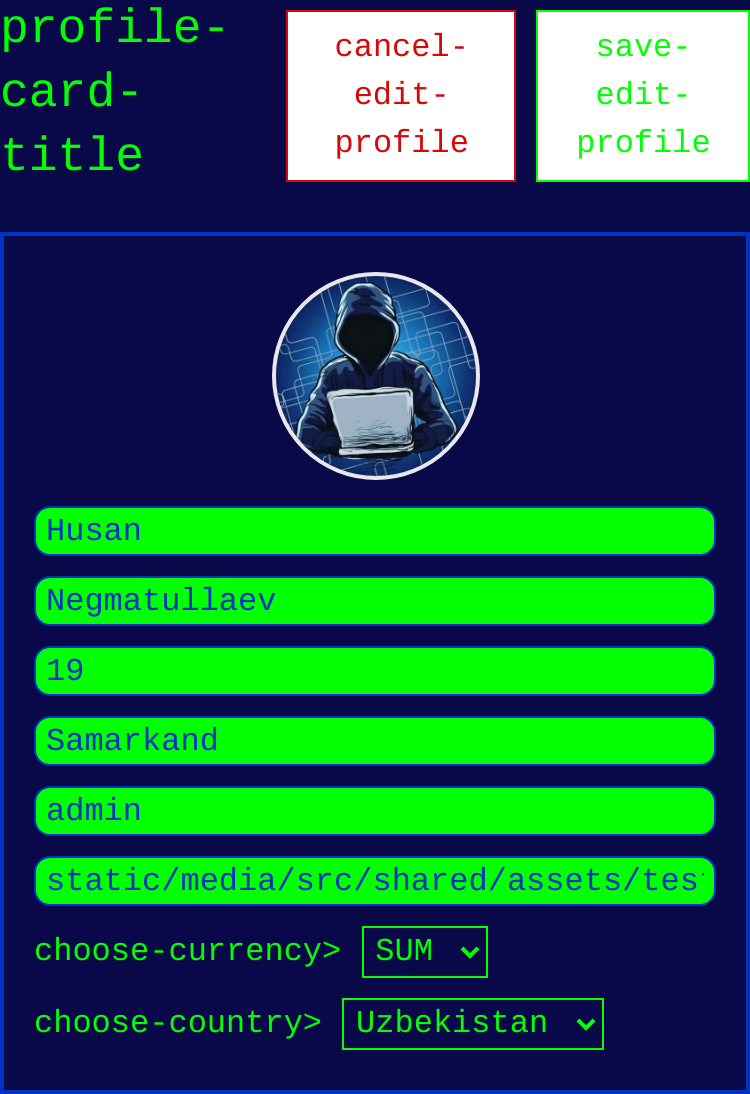 profile-
card-
title
cancel-
edit-
profile
save-
edit-
profile
Husan
Negmatullaev
19
Samarkand
admin
static/media/src/shared/assets/test
choose-currency> SUM
choose-country> Uzbekistan